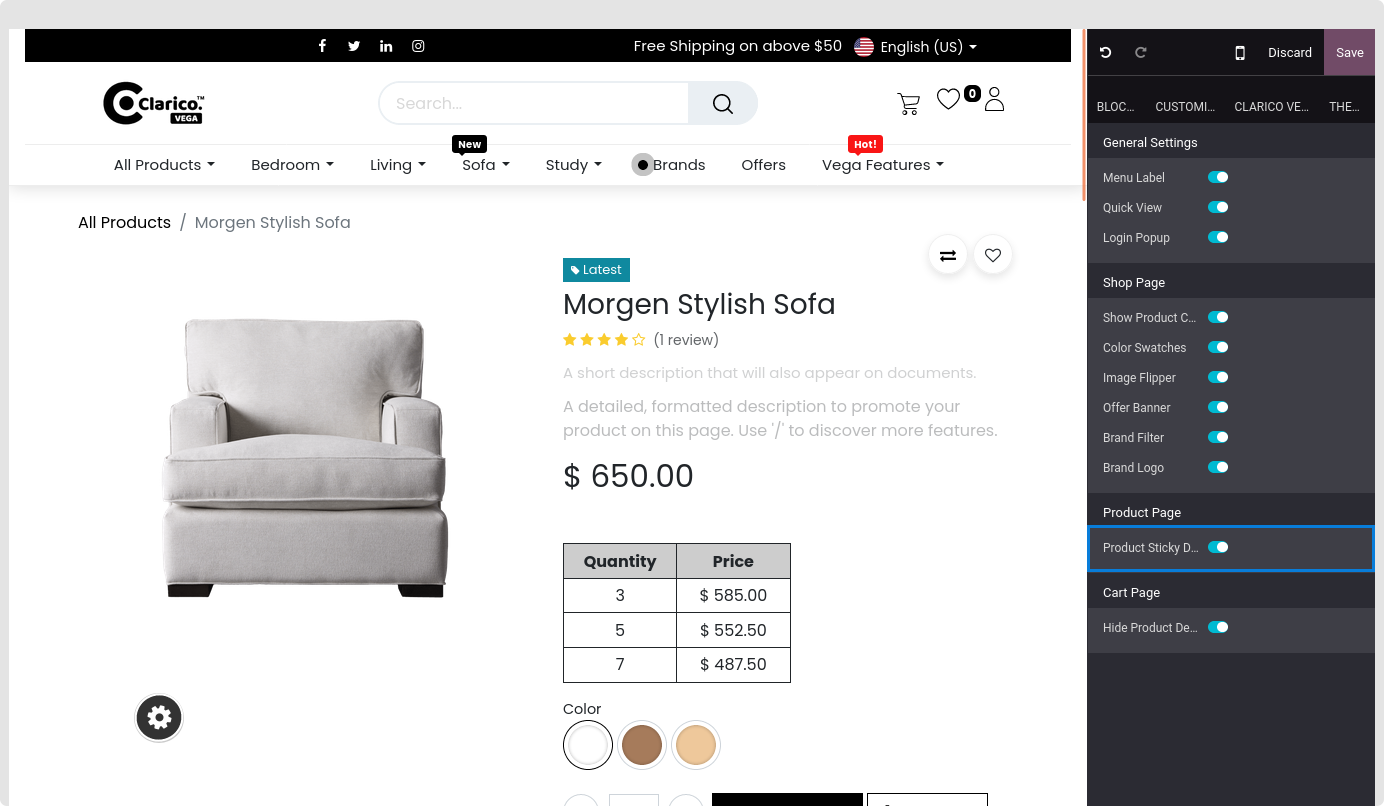 Free Shipping on above $50 English (US)
Discard Save
Clarico.™
VEGA
Search...
0
BLOC... CUSTOMI... CLARICO VE... THE...
New Hot!
All Products Bedroom Living Sofa Study Brands Offers Vega Features
General Settings
Menu Label
Quick View
Login Popup
Shop Page
Show Product C...
Color Swatches
Image Flipper
Offer Banner
Brand Filter
Brand Logo
Product Page
Product Sticky D...
Cart Page
Hide Product De...
All Products / Morgen Stylish Sofa
Latest
Morgen Stylish Sofa
(1 review)
A short description that will also appear on documents.
A detailed, formatted description to promote your
product on this page. Use '/' to discover more features.
$ 650.00
Quantity Price
3 $ 585.00
5 $ 552.50
7 $ 487.50
Color